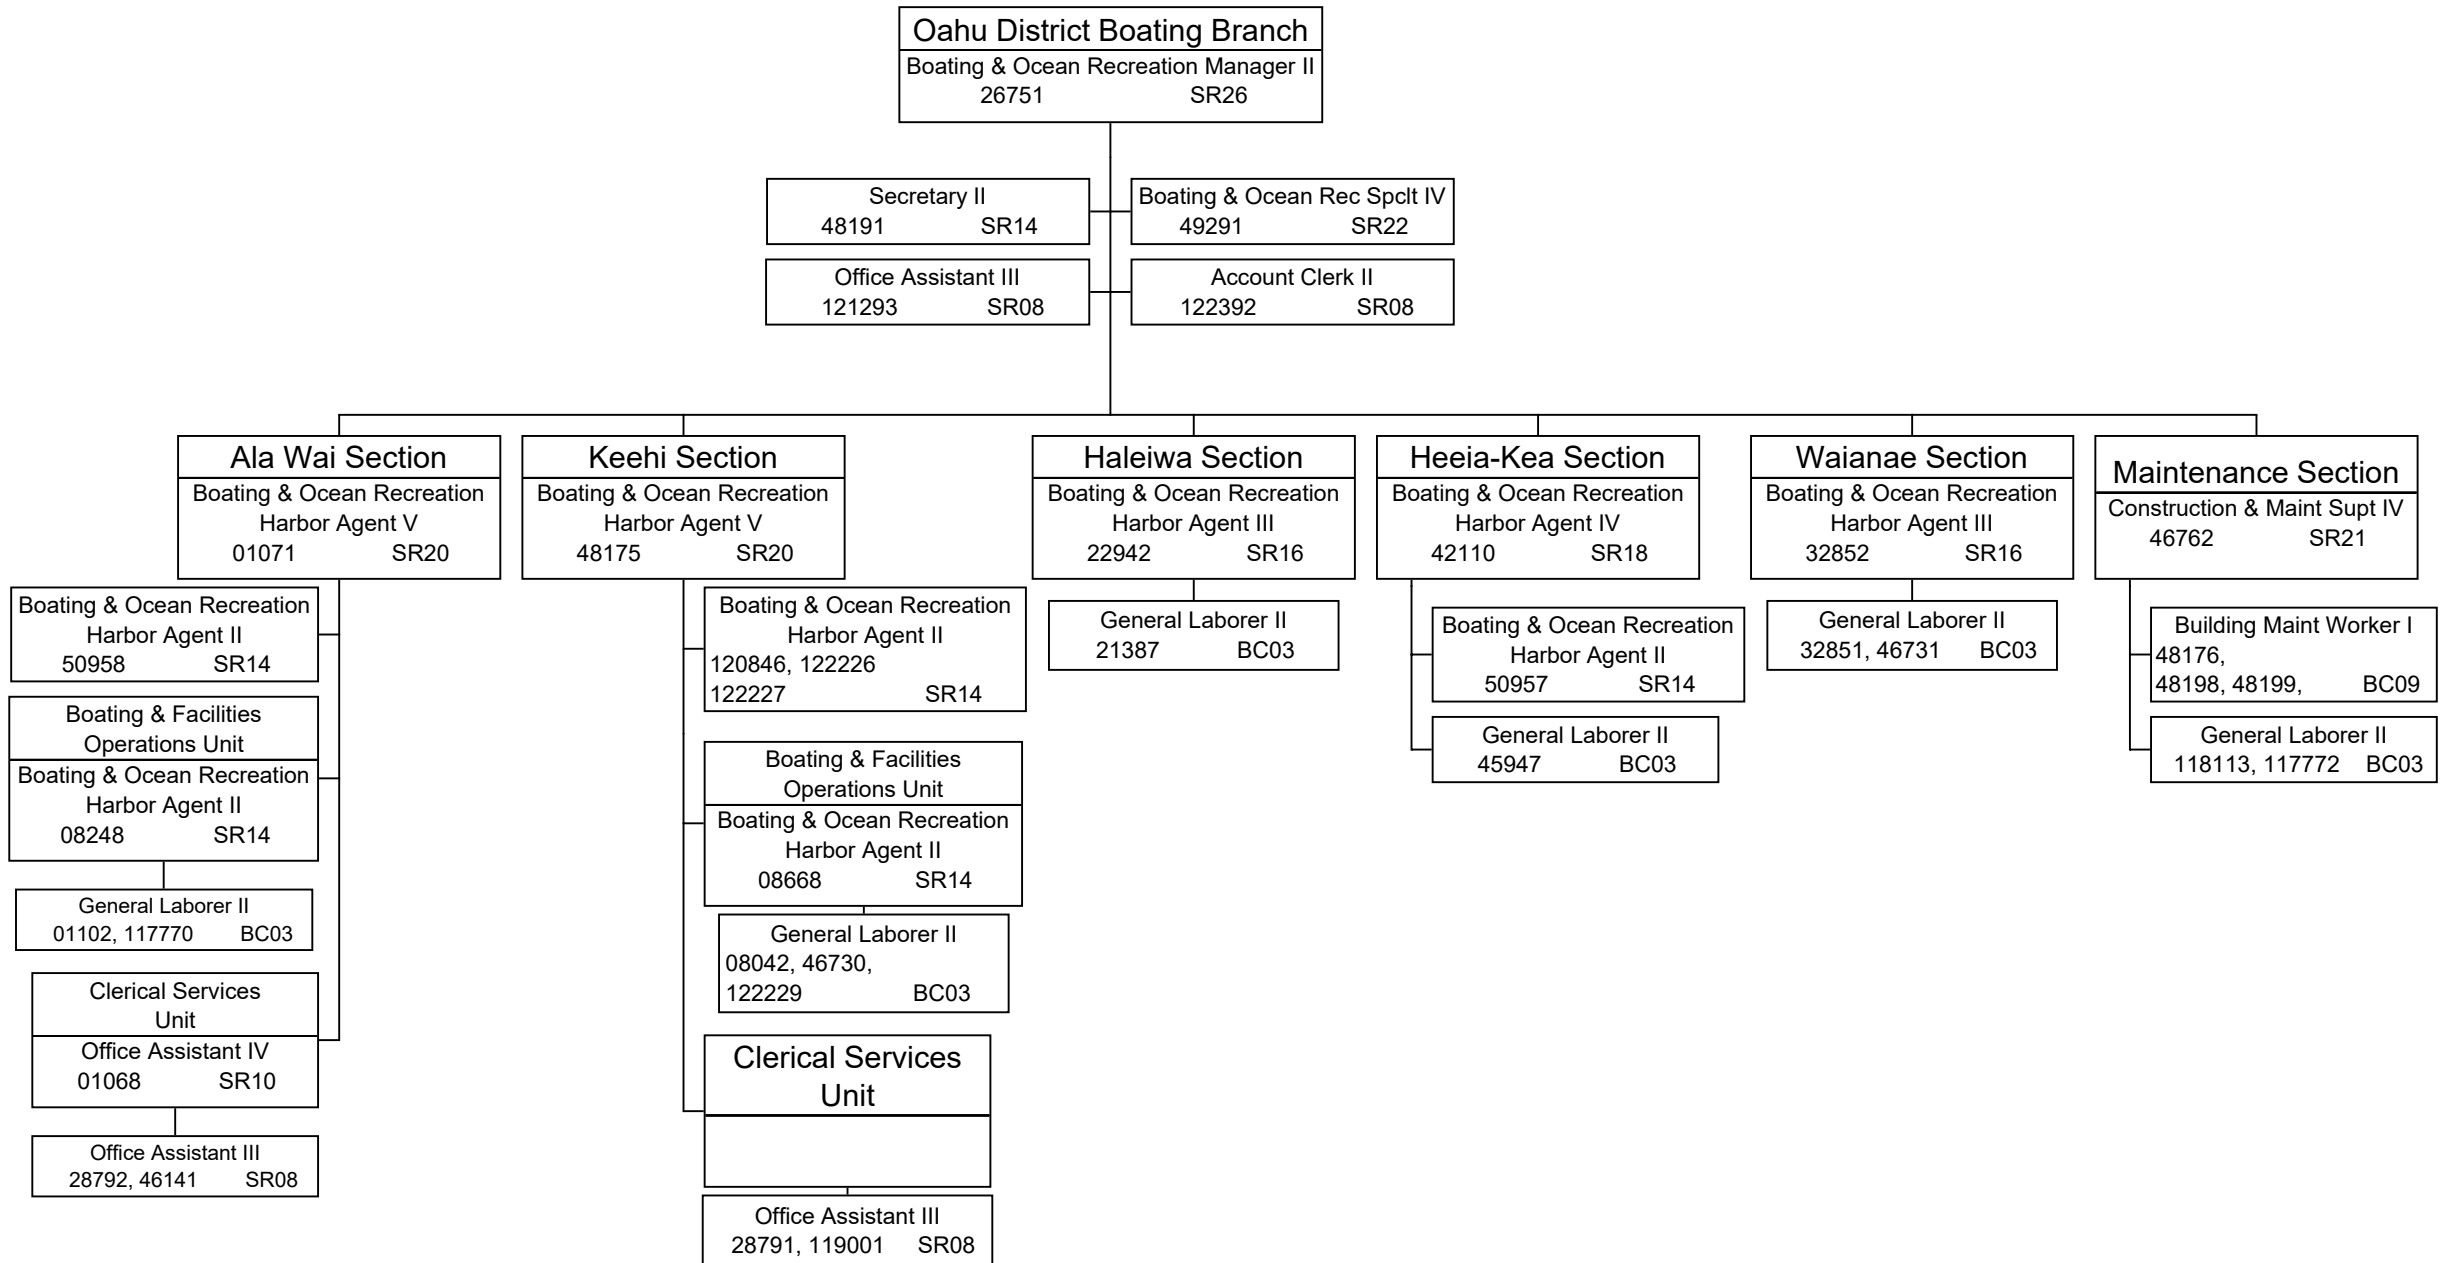 Oahu District Boating Branch
Boating & Ocean Recreation Manager II
26751 SR26
Secretary II
48191 SR14
Boating & Ocean Rec Spclt IV
49291 SR22
Office Assistant III
121293 SR08
Account Clerk II
122392 SR08
Ala Wai Section
Boating & Ocean Recreation
Harbor Agent V
01071 SR20
Boating & Ocean Recreation
Harbor Agent II
50958 SR14
Boating & Facilities
Operations Unit
Boating & Ocean Recreation
Harbor Agent II
08248 SR14
General Laborer II
01102, 117770 BC03
Clerical Services
Unit
Office Assistant IV
01068 SR10
Office Assistant III
28792, 46141 SR08
Keehi Section
Boating & Ocean Recreation
Harbor Agent V
48175 SR20
Boating & Ocean Recreation
Harbor Agent II
120846, 122226
122227 SR14
Boating & Facilities
Operations Unit
Boating & Ocean Recreation
Harbor Agent II
08668 SR14
General Laborer II
08042, 46730,
122229 BC03
Clerical Services
Unit
Office Assistant III
28791, 119001 SR08
Haleiwa Section
Boating & Ocean Recreation
Harbor Agent III
22942 SR16
General Laborer II
21387 BC03
Heeia-Kea Section
Boating & Ocean Recreation
Harbor Agent IV
42110 SR18
Boating & Ocean Recreation
Harbor Agent II
50957 SR14
General Laborer II
45947 BC03
Waianae Section
Boating & Ocean Recreation
Harbor Agent III
32852 SR16
General Laborer II
32851, 46731 BC03
Maintenance Section
Construction & Maint Supt IV
46762 SR21
Building Maint Worker I
48176,
48198, 48199, BC09
General Laborer II
118113, 117772 BC03